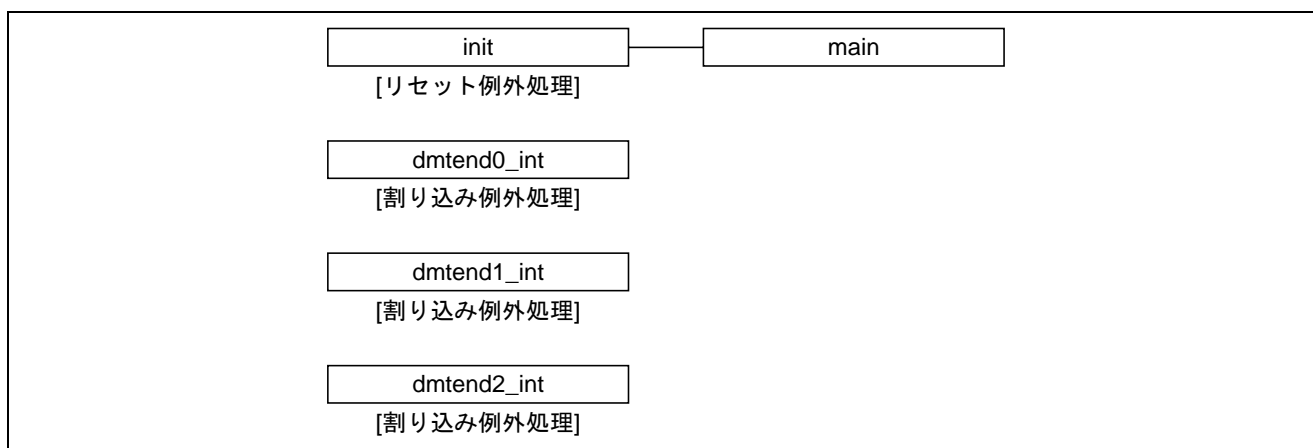 init main
[リセット例外処理]
dmtend0_int
[割り込み例外処理]
dmtend1_int
[割り込み例外処理]
dmtend2_int
[割り込み例外処理]